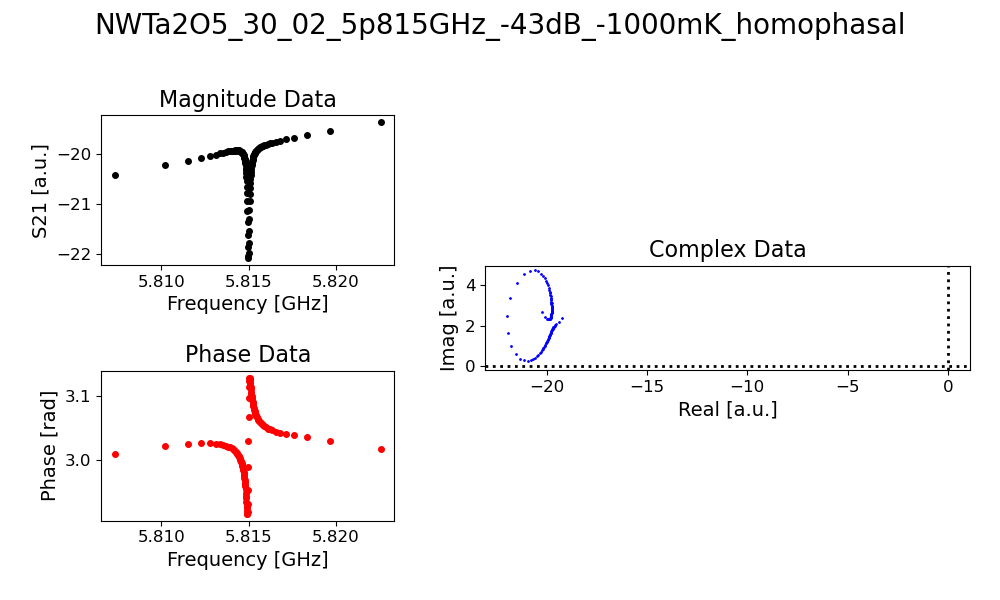 NWTa2O5_30_02_5p815GHz_-43dB_-1000mK_homophasal
Magnitude Data
S21 [a.u.]
−20
−21
−22
5.810 5.815 5.820
Frequency [GHz]
Phase Data
Phase [rad]
3.1
3.0
5.810 5.815 5.820
Frequency [GHz]
Complex Data
Imag [a.u.]
4
2
0
−20 −15 −10 −5 0
Real [a.u.]